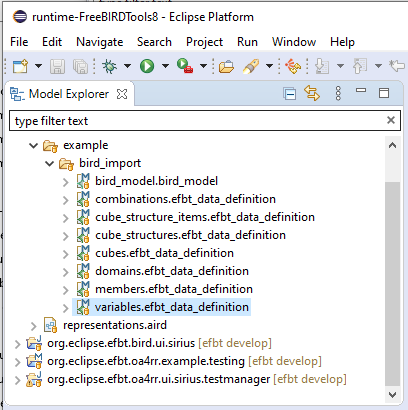 runtime-FreeBIRDTools8 - Eclipse Platform
File Edit Navigate Search Project Run Window Help
Model Explorer
type filter text
example
bird_import
bird_model.bird_model
combinations.efbt_data_definition
cube_structure_items.efbt_data_definition
cube_structures.efbt_data_definition
cubes.efbt_data_definition
domains.efbt_data_definition
members.efbt_data_definition
variables.efbt_data_definition
representations.aird
org.eclipse.efbt.bird.ui.sirius [efbt develop]
org.eclipse.efbt.oa4rr.example.testing [efbt develop]
org.eclipse.efbt.oa4rr.ui.sirius.testmanager [efbt develop]